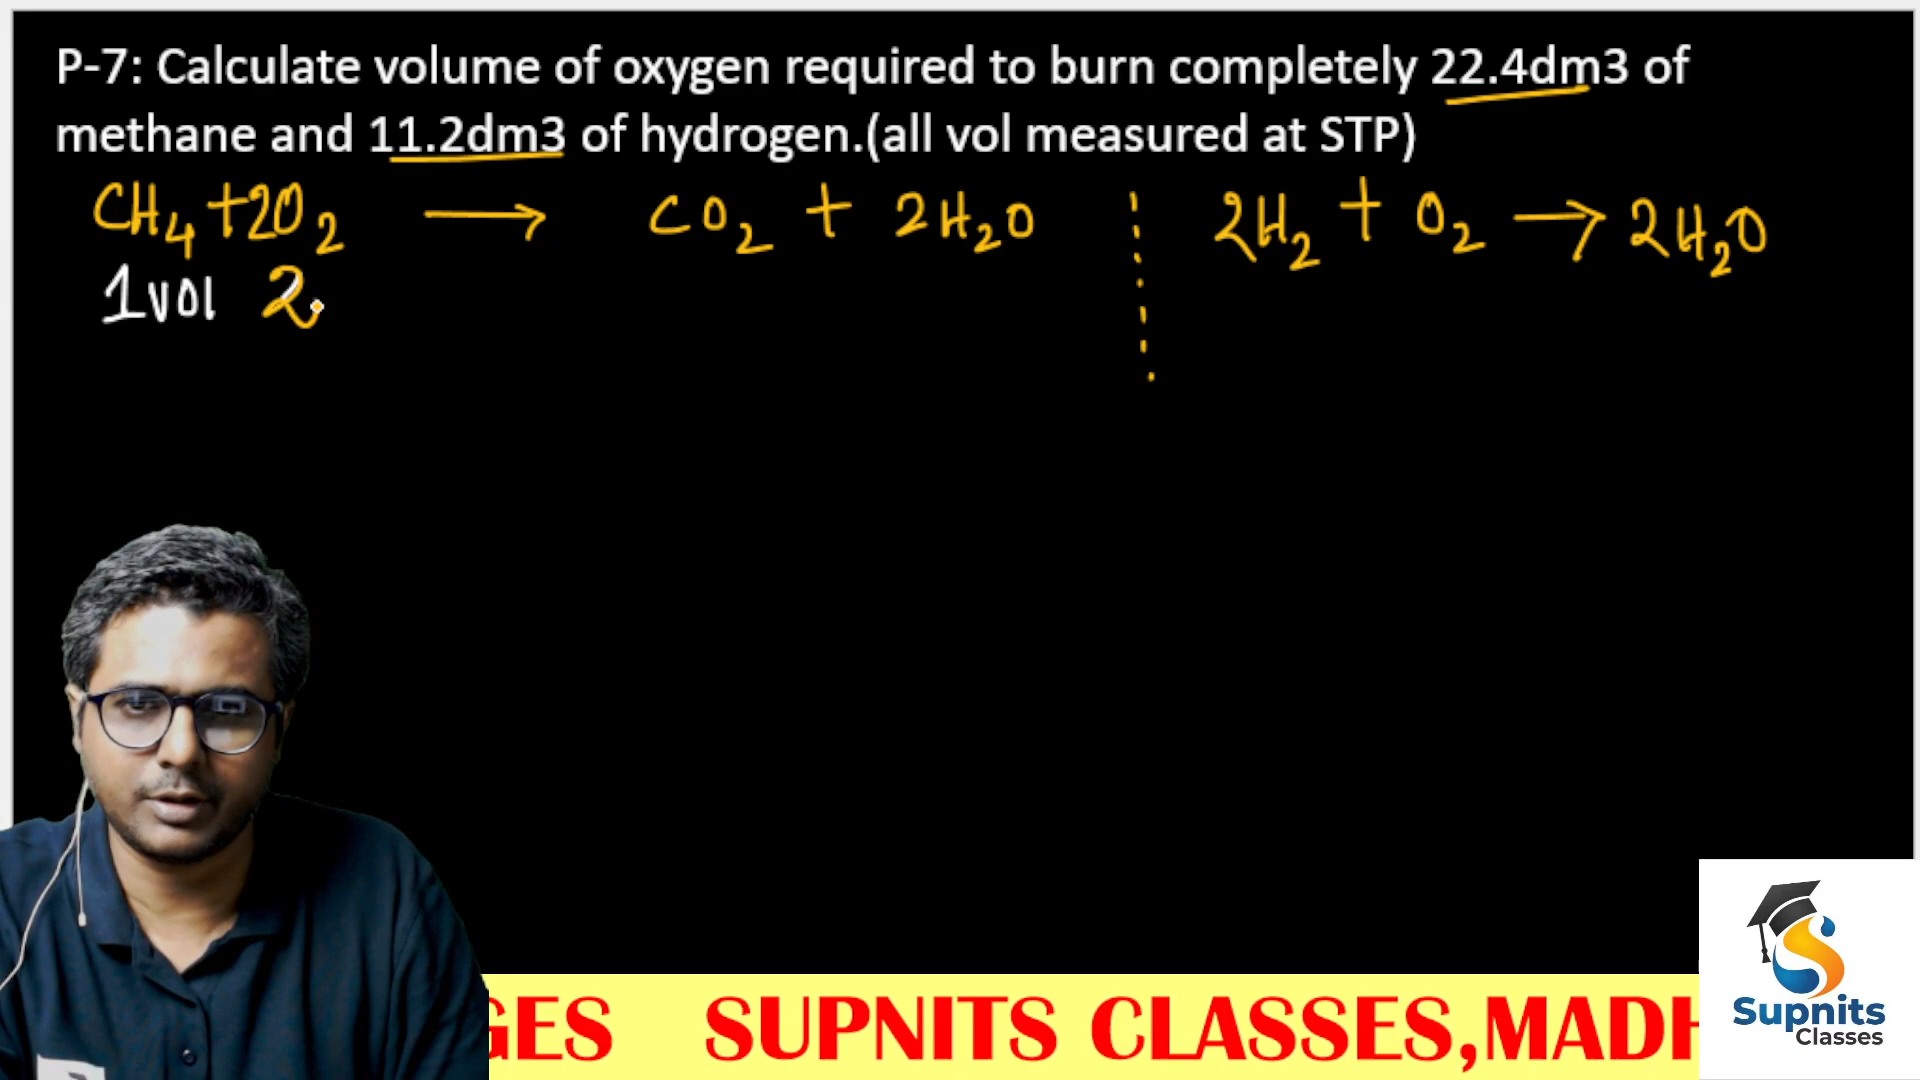 P-7: Calculate volume of oxygen required to burn completely 22.4dm3 of
methane and 11.2dm3 of hydrogen.(all vol measured at STP)
CH4+2O2 → CO2 + 2H2O 2H2 + O2 → 2H2O
1vol 2
GES SUPNITS CLASSES,MADH
Supnits
Classes